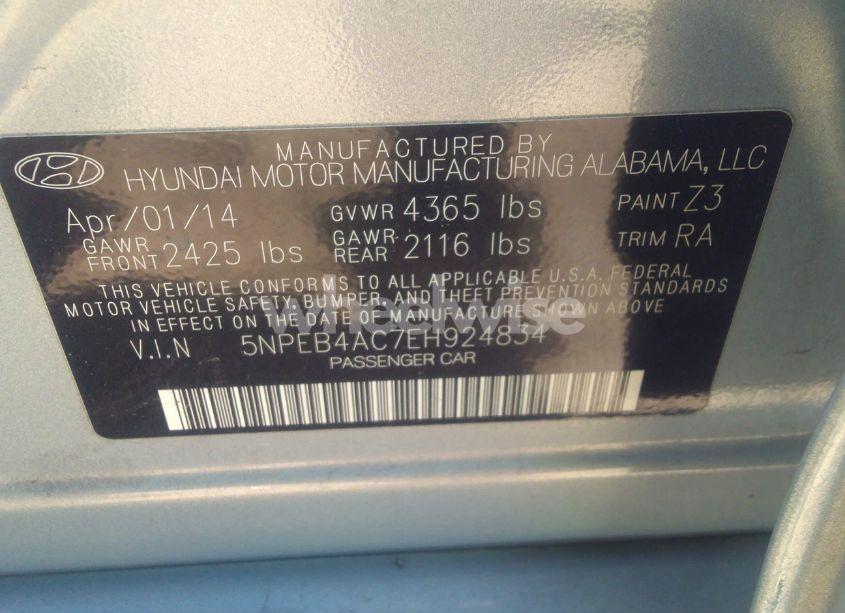 MANUFACTURED BY
HYUNDAI MOTOR MANUFACTURING ALABAMA, LLC
Apr/01/14 GVWR 4365 lbs PAINT Z3
GAWR FRONT 2425 lbs GAWR REAR 2116 lbs TRIM RA
THIS VEHICLE CONFORMS TO ALL APPLICABLE U.S.A. FEDERAL
MOTOR VEHICLE SAFETY, BUMPER, AND THEFT PREVENTION STANDARDS
IN EFFECT ON THE DATE OF MANUFACTURE SHOWN ABOVE
V.I.N 5NPEB4AC7EH924834
PASSENGER CAR
wheelwise